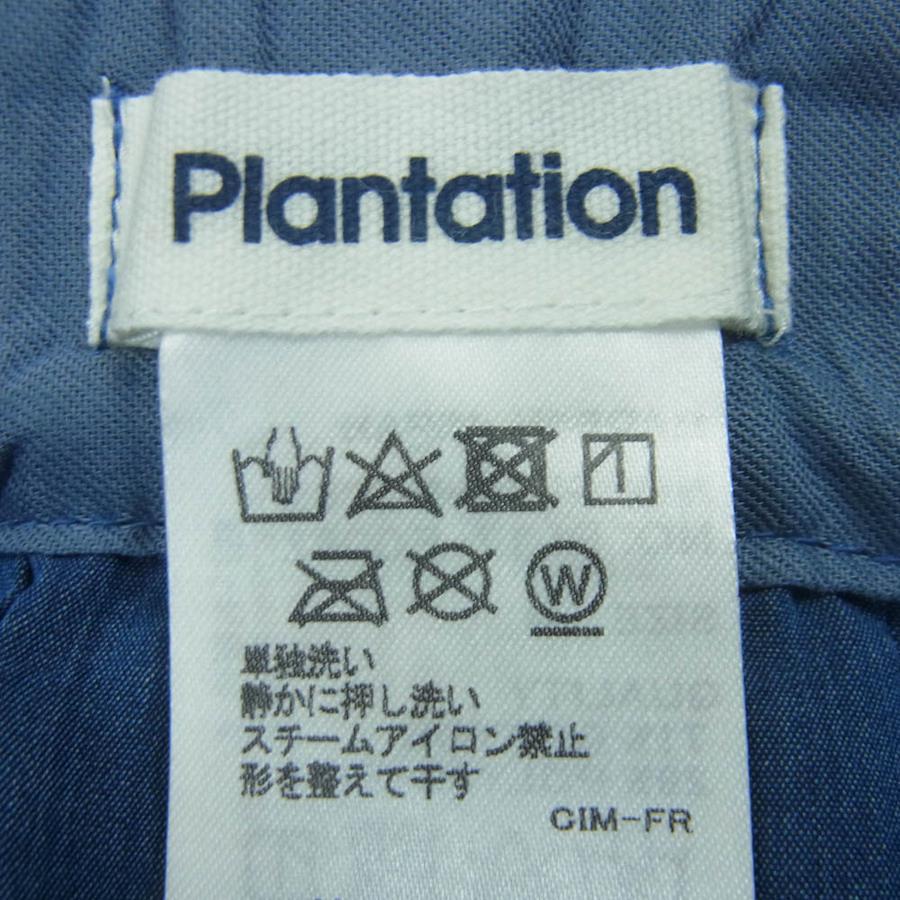 Plantation
W
単独洗い
静かに押し洗い
スチームアイロン禁止
形を整えて干す
CIM-FR